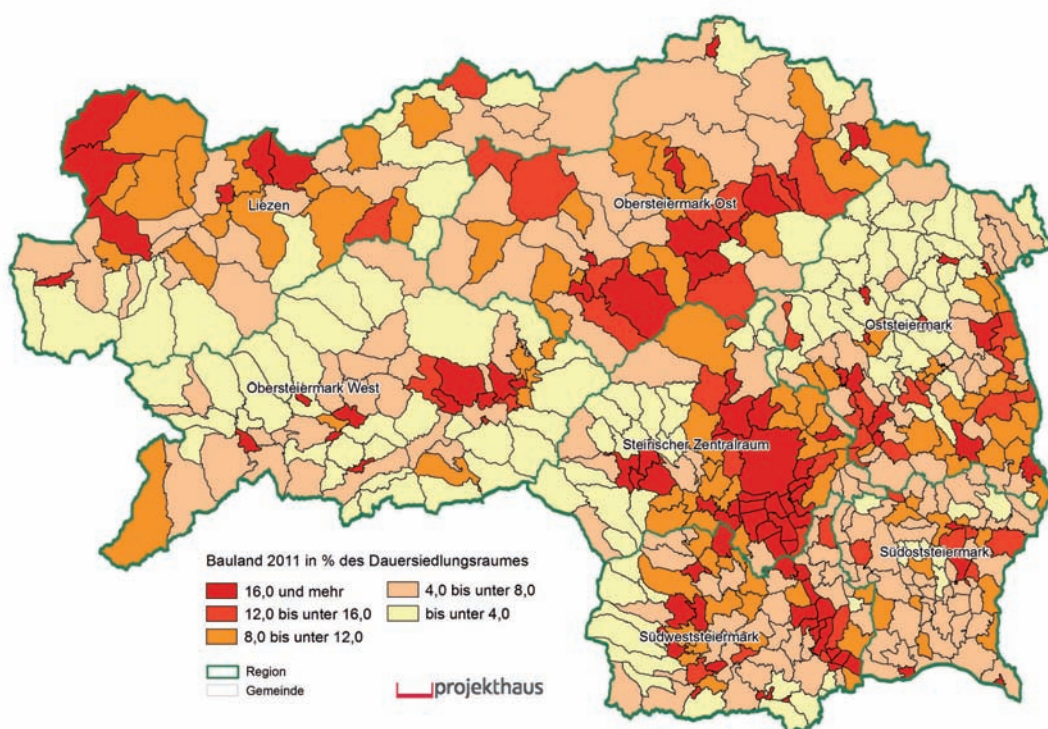 Liezen
Obersteiermark Ost
Oststeiermark
Obersteiermark West
Steirischer Zentralraum
Südoststeiermark
Südweststeiermark
Bauland 2011 in % des Dauersiedlungsraumes
16,0 und mehr
4,0 bis unter 8,0
12,0 bis unter 16,0
bis unter 4,0
8,0 bis unter 12,0
Region
Gemeinde
projekthaus